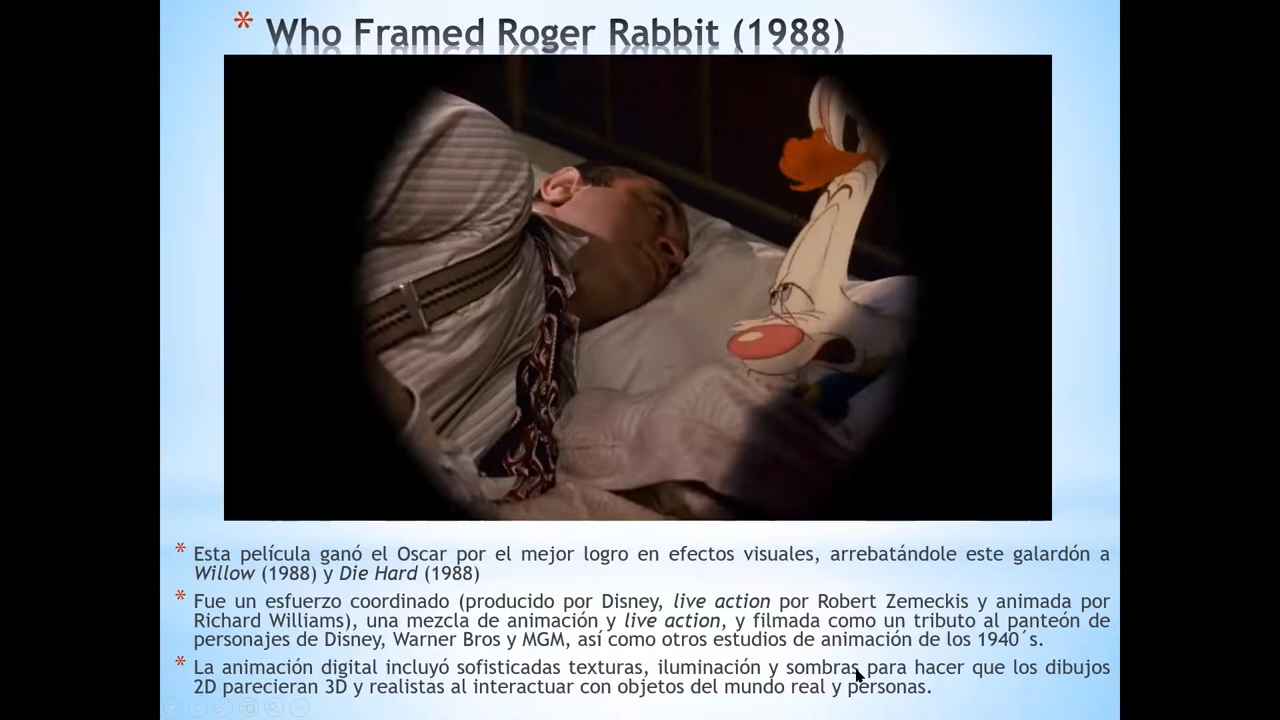 * Who Framed Roger Rabbit (1988)
* Esta película ganó el Oscar por el mejor logro en efectos visuales, arrebatándole este galardón a
Willow (1988) y Die Hard (1988)
* Fue un esfuerzo coordinado (producido por Disney, live action por Robert Zemeckis y animada por
Richard Williams), una mezcla de animación y live action, y filmada como un tributo al panteón de
personajes de Disney, Warner Bros y MGM, así como otros estudios de animación de los 1940´s.
* La animación digital incluyó sofisticadas texturas, iluminación y sombras para hacer que los dibujos
2D parecieran 3D y realistas al interactuar con objetos del mundo real y personas.